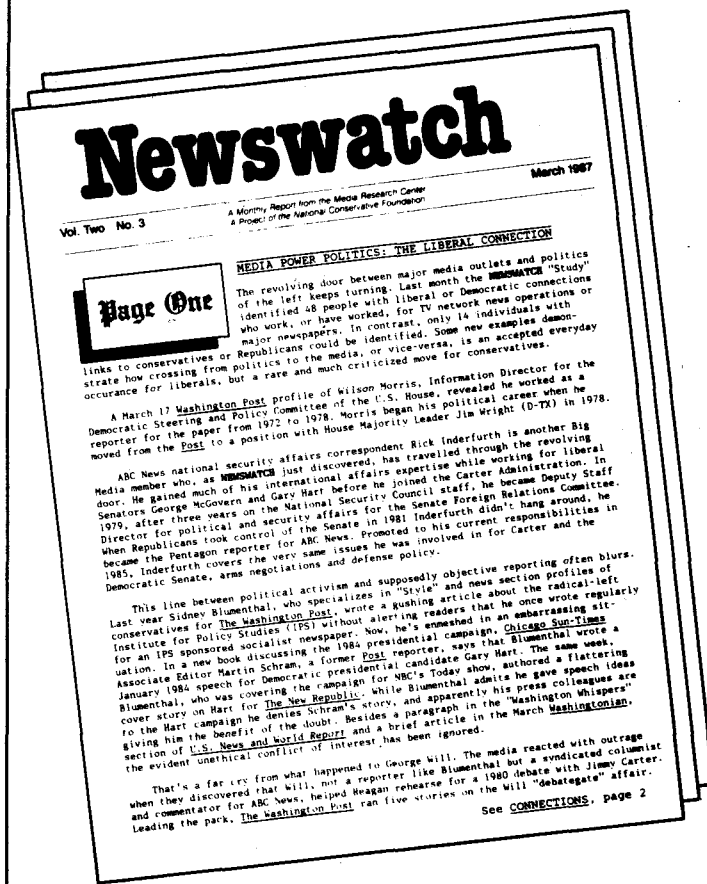 Newswatch
Vol. Two No. 3
A Monthly Report from the Media Research Center
A Project of the National Conservative Foundation
March 1987
Page One
MEDIA POWER POLITICS: THE LIBERAL CONNECTION
The revolving door between major media outlets and politics
of the left keeps turning. Last month the NEWSWATCH "Study"
identified 48 people with liberal or Democratic connections
who work, or have worked, for TV network news operations or
major newspapers. In contrast, only 14 individuals with
links to conservatives or Republicans could be identified. Some new examples demon-
strate how crossing from politics to the media, or vice-versa, is an accepted everyday
occurance for liberals, but a rare and much criticized move for conservatives.
A March 17 Washington Post profile of Wilson Morris, Information Director for the
Democratic Steering and Policy Committee of the U.S. House, revealed he worked as a
reporter for the paper from 1972 to 1978. Morris began his political career when he
moved from the Post to a position with House Majority Leader Jim Wright (D-TX) in 1978.
ABC News national security affairs correspondent Rick Inderfurth is another Big
Media member who, as NEWSWATCH just discovered, has travelled through the revolving
door. He gained much of his international affairs expertise while working for liberal
Senators George McGovern and Gary Hart before he joined the Carter Administration. In
1979, after three years on the National Security Council staff, he became Deputy Staff
Director for political and security affairs for the Senate Foreign Relations Committee.
When Republicans took control of the Senate in 1981 Inderfurth didn't hang around, he
became the Pentagon reporter for ABC News. Promoted to his current responsibilities in
1985, Inderfurth covers the very same issues he was involved in for Carter and the
Democratic Senate, arms negotiations and defense policy.
This line between political activism and supposedly objective reporting often blurs.
Last year Sidney Blumenthal, who specializes in "Style" and news section profiles of
conservatives for The Washington Post, wrote a gushing article about the radical-left
Institute for Policy Studies (IPS) without alerting readers that he once wrote regularly
for an IPS sponsored socialist newspaper. Now, he's enmeshed in an embarrassing sit-
uation. In a new book discussing the 1984 presidential campaign, Chicago Sun-Times
Associate Editor Martin Schram, a former Post reporter, says that Blumenthal wrote a
January 1984 speech for Democratic presidential candidate Gary Hart. The same week,
Blumenthal, who was covering the campaign for NBC's Today show, authored a flattering
cover story on Hart for The New Republic. While Blumenthal admits he gave speech ideas
to the Hart campaign he denies Schram's story, and apparently his press colleagues are
giving him the benefit of the doubt. Besides a paragraph in the "Washington Whispers"
section of U.S. News and World Report and a brief article in the March Washingtonian,
the evident unethical conflict of interest has been ignored.
That's a far cry from what happened to George Will. The media reacted with outrage
when they discovered that Will, not a reporter like Blumenthal but a syndicated columnist
and commentator for ABC News, helped Reagan rehearse for a 1980 debate with Jimmy Carter.
Leading the pack, The Washington Post ran five stories on the Will "debategate" affair.
See CONNECTIONS, page 2